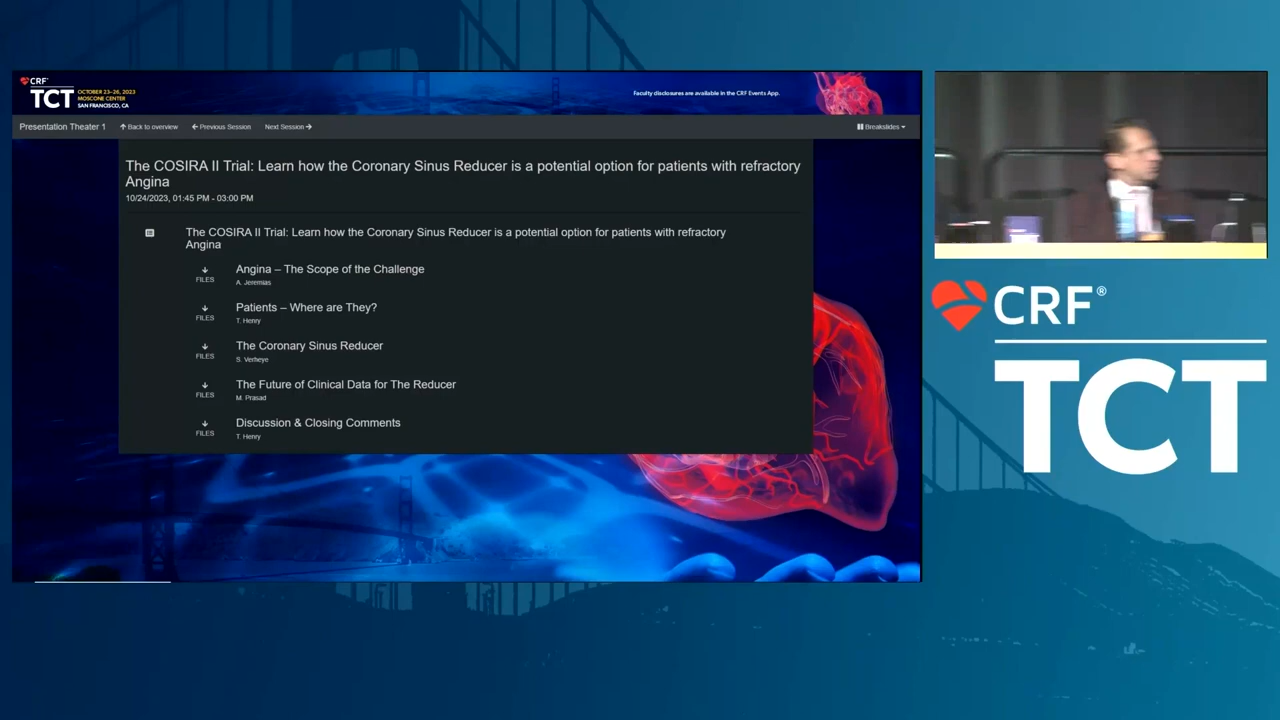 CRF
TCT
OCTOBER 23–26, 2023
MOSCONE CENTER
SAN FRANCISCO, CA
Faculty disclosures are available in the CRF Events App.
Presentation Theater 1
Back to overview
Previous Session
Next Session
Breakslides
The COSIRA II Trial: Learn how the Coronary Sinus Reducer is a potential option for patients with refractory
Angina
10/24/2023, 01:45 PM - 03:00 PM
The COSIRA II Trial: Learn how the Coronary Sinus Reducer is a potential option for patients with refractory
Angina
FILES
Angina – The Scope of the Challenge
A. Jeremias
FILES
Patients – Where are They?
T. Henry
FILES
The Coronary Sinus Reducer
S. Verheye
FILES
The Future of Clinical Data for The Reducer
M. Prasad
FILES
Discussion & Closing Comments
T. Henry
CRF®
TCT